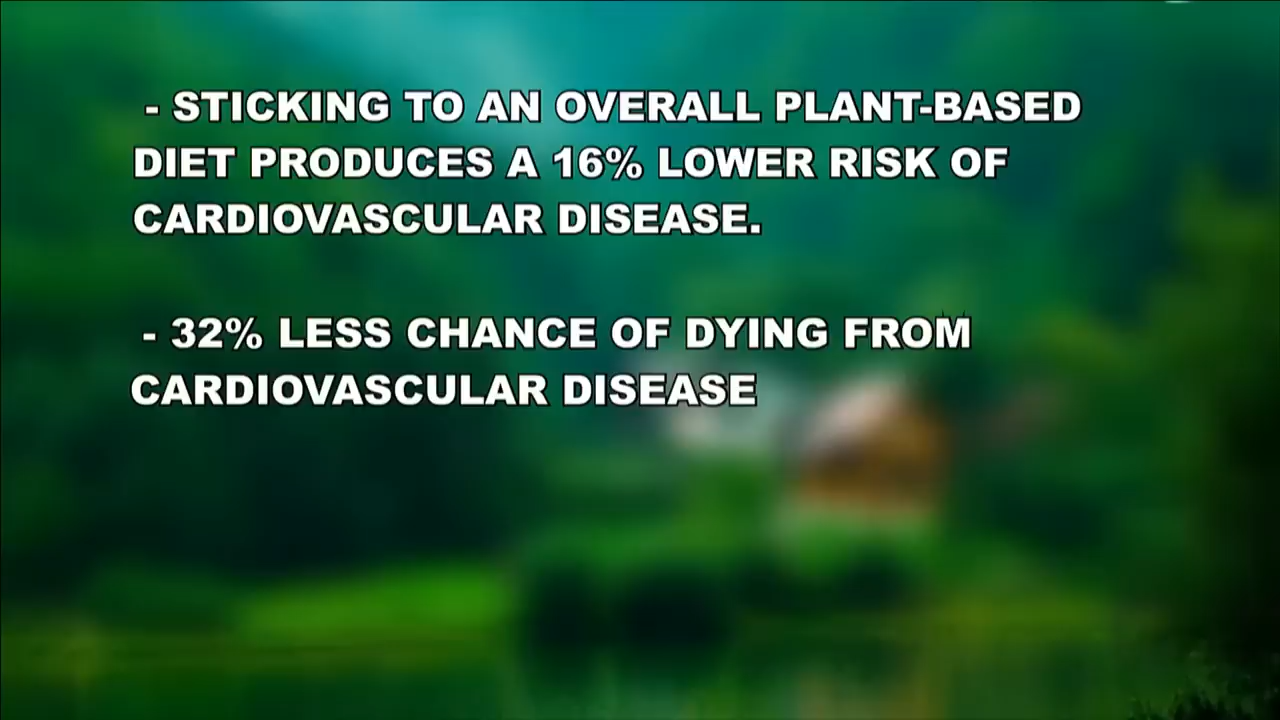 - STICKING TO AN OVERALL PLANT-BASED
DIET PRODUCES A 16% LOWER RISK OF
CARDIOVASCULAR DISEASE.
- 32% LESS CHANCE OF DYING FROM
CARDIOVASCULAR DISEASE